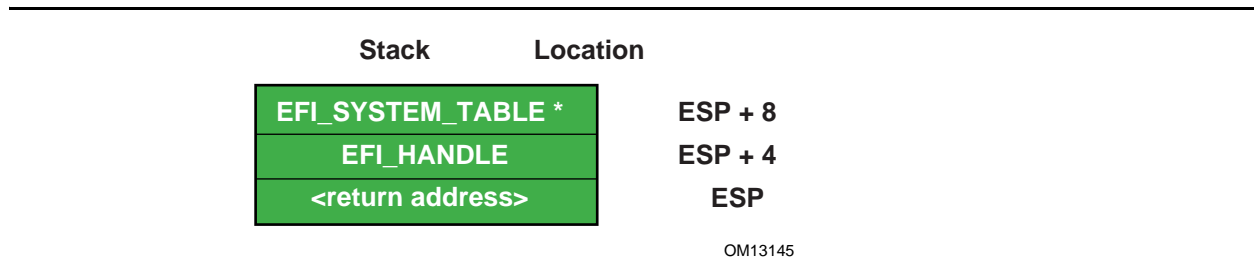 Stack Location
EFI_SYSTEM_TABLE * ESP + 8
EFI_HANDLE ESP + 4
<return address> ESP
OM13145